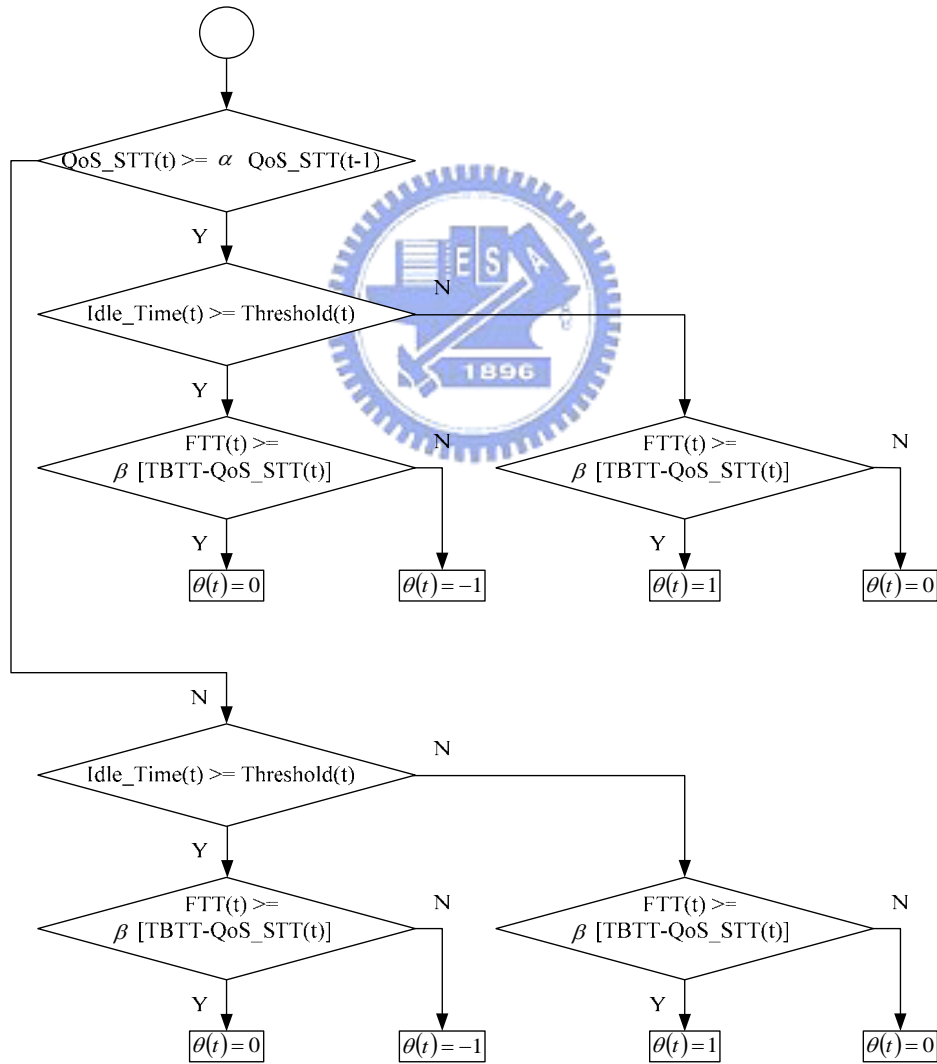 QoS_STT(t) >= α QoS_STT(t-1)
Y
E S A
1896
Idle_Time(t) >= Threshold(t)
N
Y
FTT(t) >=
β [TBTT-QoS_STT(t)]
N
FTT(t) >=
β [TBTT-QoS_STT(t)]
N
Y
Y
θ(t) = 0
θ(t) = −1
θ(t) = 1
θ(t) = 0
N
Idle_Time(t) >= Threshold(t)
N
Y
FTT(t) >=
β [TBTT-QoS_STT(t)]
N
FTT(t) >=
β [TBTT-QoS_STT(t)]
N
Y
Y
θ(t) = 0
θ(t) = −1
θ(t) = 1
θ(t) = 0